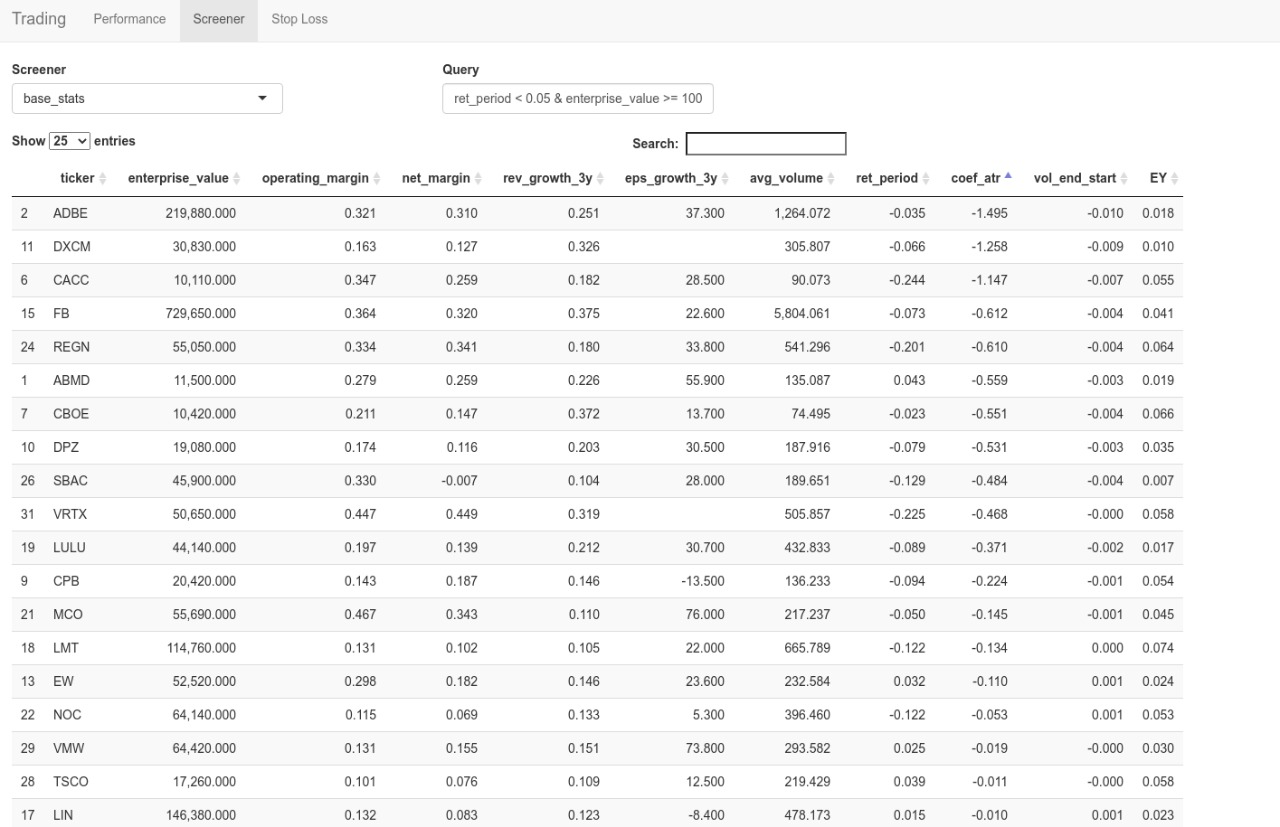 Trading Performance Screener Stop Loss
Screener Query
base_stats ret_period < 0.05 & enterprise_value >= 100
Show 25 entries Search:
ticker enterprise_value operating_margin net_margin rev_growth_3y eps_growth_3y avg_volume ret_period coef_atr vol_end_start EY
2 ADBE 219,880.000 0.321 0.310 0.251 37.300 1,264.072 -0.035 -1.495 -0.010 0.018
11 DXCM 30,830.000 0.163 0.127 0.326 305.807 -0.066 -1.258 -0.009 0.010
6 CACC 10,110.000 0.347 0.259 0.182 28.500 90.073 -0.244 -1.147 -0.007 0.055
15 FB 729,650.000 0.364 0.320 0.375 22.600 5,804.061 -0.073 -0.612 -0.004 0.041
24 REGN 55,050.000 0.334 0.341 0.180 33.800 541.296 -0.201 -0.610 -0.004 0.064
1 ABMD 11,500.000 0.279 0.259 0.226 55.900 135.087 0.043 -0.559 -0.003 0.019
7 CBOE 10,420.000 0.211 0.147 0.372 13.700 74.495 -0.023 -0.551 -0.004 0.066
10 DPZ 19,080.000 0.174 0.116 0.203 30.500 187.916 -0.079 -0.531 -0.003 0.035
26 SBAC 45,900.000 0.330 -0.007 0.104 28.000 189.651 -0.129 -0.484 -0.004 0.007
31 VRTX 50,650.000 0.447 0.449 0.319 505.857 -0.225 -0.468 -0.000 0.058
19 LULU 44,140.000 0.197 0.139 0.212 30.700 432.833 -0.089 -0.371 -0.002 0.017
9 CPB 20,420.000 0.143 0.187 0.146 -13.500 136.233 -0.094 -0.224 -0.001 0.054
21 MCO 55,690.000 0.467 0.343 0.110 76.000 217.237 -0.050 -0.145 -0.001 0.045
18 LMT 114,760.000 0.131 0.102 0.105 22.000 665.789 -0.122 -0.134 0.000 0.074
13 EW 52,520.000 0.298 0.182 0.146 23.600 232.584 0.032 -0.110 0.001 0.024
22 NOC 64,140.000 0.115 0.069 0.133 5.300 396.460 -0.122 -0.053 0.001 0.053
29 VMW 64,420.000 0.131 0.155 0.151 73.800 293.582 0.025 -0.019 -0.000 0.030
28 TSCO 17,260.000 0.101 0.076 0.109 12.500 219.429 0.039 -0.011 -0.000 0.058
17 LIN 146,380.000 0.132 0.083 0.123 -8.400 478.173 0.015 -0.010 0.001 0.023